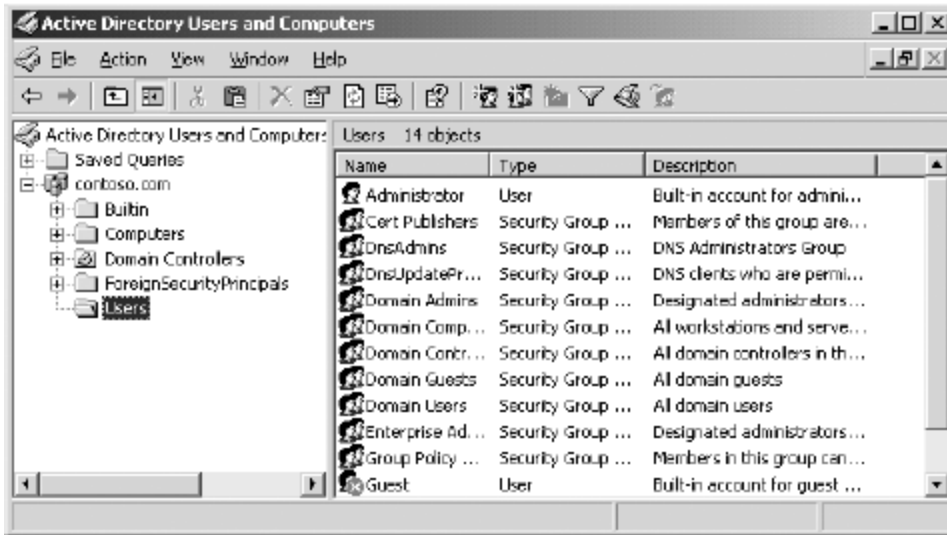 Active Directory Users and Computers
File Action View Window Help
Active Directory Users and Computers
Saved Queries
contoso.com
Builtin
Computers
Domain Controllers
ForeignSecurityPrincipals
Users
Users 14 objects
Name Type Description
Administrator User Built-in account for admini...
Cert Publishers Security Group ... Members of this group are...
DnsAdmins Security Group ... DNS Administrators Group
DnsUpdatePr... Security Group ... DNS clients who are permi...
Domain Admins Security Group ... Designated administrators...
Domain Comp... Security Group ... All workstations and serve...
Domain Contr... Security Group ... All domain controllers in th...
Domain Guests Security Group ... All domain guests
Domain Users Security Group ... All domain users
Enterprise Ad... Security Group ... Designated administrators...
Group Policy ... Security Group ... Members in this group can...
Guest User Built-in account for guest ...